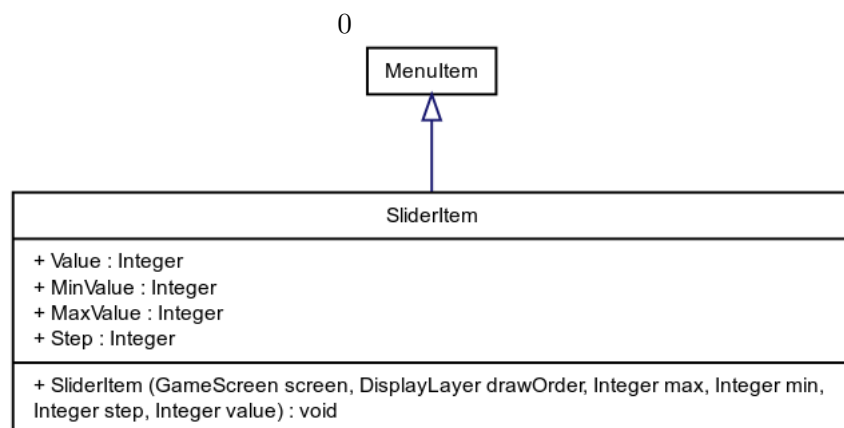 0
MenuItem
SliderItem
+ Value : Integer
+ MinValue : Integer
+ MaxValue : Integer
+ Step : Integer
+ SliderItem (GameScreen screen, DisplayLayer drawOrder, Integer max, Integer min,
Integer step, Integer value) : void